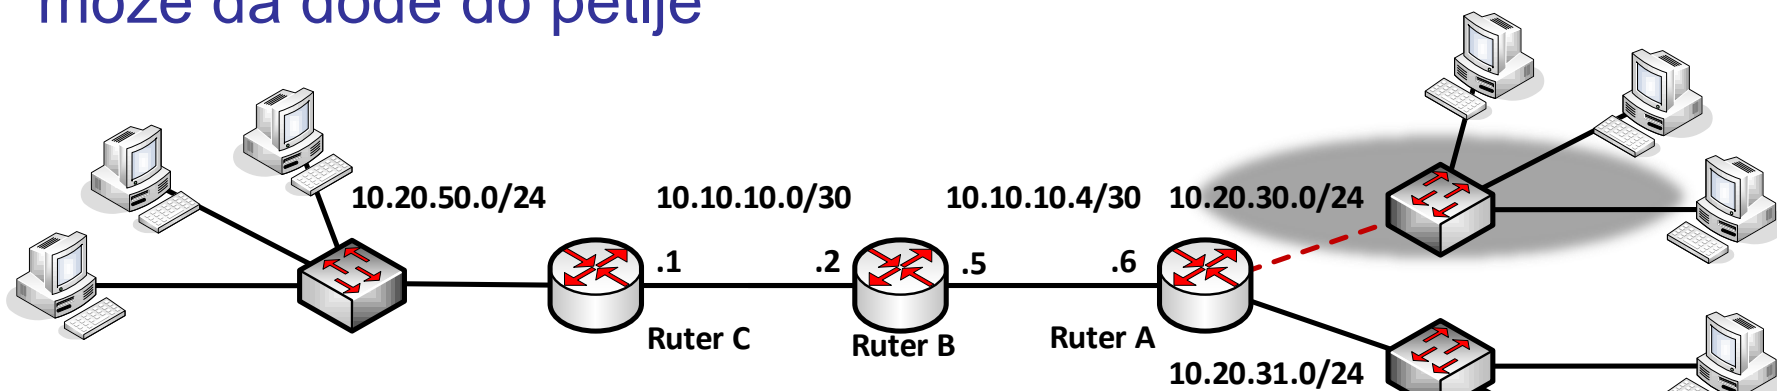 može da dođe do petlje
10.20.50.0/24 10.10.10.0/30 10.10.10.4/30 10.20.30.0/24
.1 .2 .5 .6
Ruter C Ruter B Ruter A
10.20.31.0/24